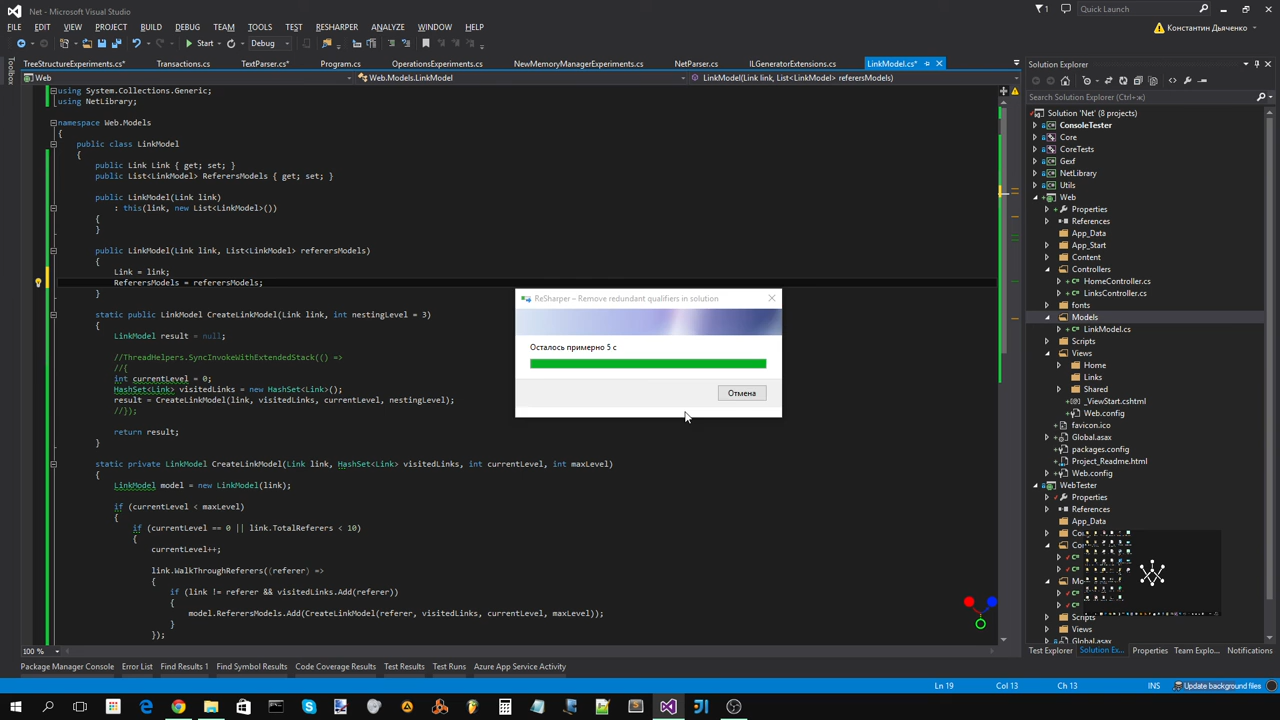 Net - Microsoft Visual Studio
1
Quick Launch (Ctrl+Q)
FILE EDIT VIEW PROJECT BUILD DEBUG TEAM TOOLS TEST RESHARPER ANALYZE WINDOW HELP
Константин Дьяченко
Start Debug
Toolbox
TreeStructureExperiments.cs* Transactions.cs TextParser.cs* Program.cs OperationsExperiments.cs NewMemoryManagerExperiments.cs NetParser.cs ILGeneratorExtensions.cs LinkModel.cs*
Web
Web.Models.LinkModel
LinkModel(Link link, List<LinkModel> referersModels)
using System.Collections.Generic;
using NetLibrary;
namespace Web.Models
{
public class LinkModel
{
public Link Link { get; set; }
public List<LinkModel> ReferersModels { get; set; }
public LinkModel(Link link)
: this(link, new List<LinkModel>())
{
}
public LinkModel(Link link, List<LinkModel> referersModels)
{
Link = link;
ReferersModels = referersModels;
}
static public LinkModel CreateLinkModel(Link link, int nestingLevel = 3)
{
LinkModel result = null;
//ThreadHelpers.SyncInvokeWithExtendedStack(() =>
//{
int currentLevel = 0;
HashSet<Link> visitedLinks = new HashSet<Link>();
result = CreateLinkModel(link, visitedLinks, currentLevel, nestingLevel);
//});
return result;
}
static private LinkModel CreateLinkModel(Link link, HashSet<Link> visitedLinks, int currentLevel, int maxLevel)
{
LinkModel model = new LinkModel(link);
if (currentLevel < maxLevel)
{
if (currentLevel == 0 || link.TotalReferers < 10)
{
currentLevel++;
link.WalkThroughReferers((referer) =>
{
if (link != referer && visitedLinks.Add(referer))
{
model.ReferersModels.Add(CreateLinkModel(referer, visitedLinks, currentLevel, maxLevel));
}
});
ReSharper – Remove redundant qualifiers in solution
Осталось примерно 5 с
Отмена
Solution Explorer
Search Solution Explorer (Ctrl+ж)
Solution 'Net' (8 projects)
ConsoleTester
Core
CoreTests
Gexf
NetLibrary
Utils
Web
Properties
References
App_Data
App_Start
Content
Controllers
HomeController.cs
LinksController.cs
fonts
Models
LinkModel.cs
Scripts
Views
Home
Links
Shared
_ViewStart.cshtml
Web.config
favicon.ico
Global.asax
packages.config
Project_Readme.html
Web.config
WebTester
Properties
References
App_Data
Scripts
Views
Global.asax
100 %
Test Explorer Solution Ex... Properties Team Explo... Notifications
Package Manager Console Error List Find Results 1 Find Symbol Results Code Coverage Results Test Results Test Runs Azure App Service Activity
Ln 19 Col 13 Ch 13 INS Update background files